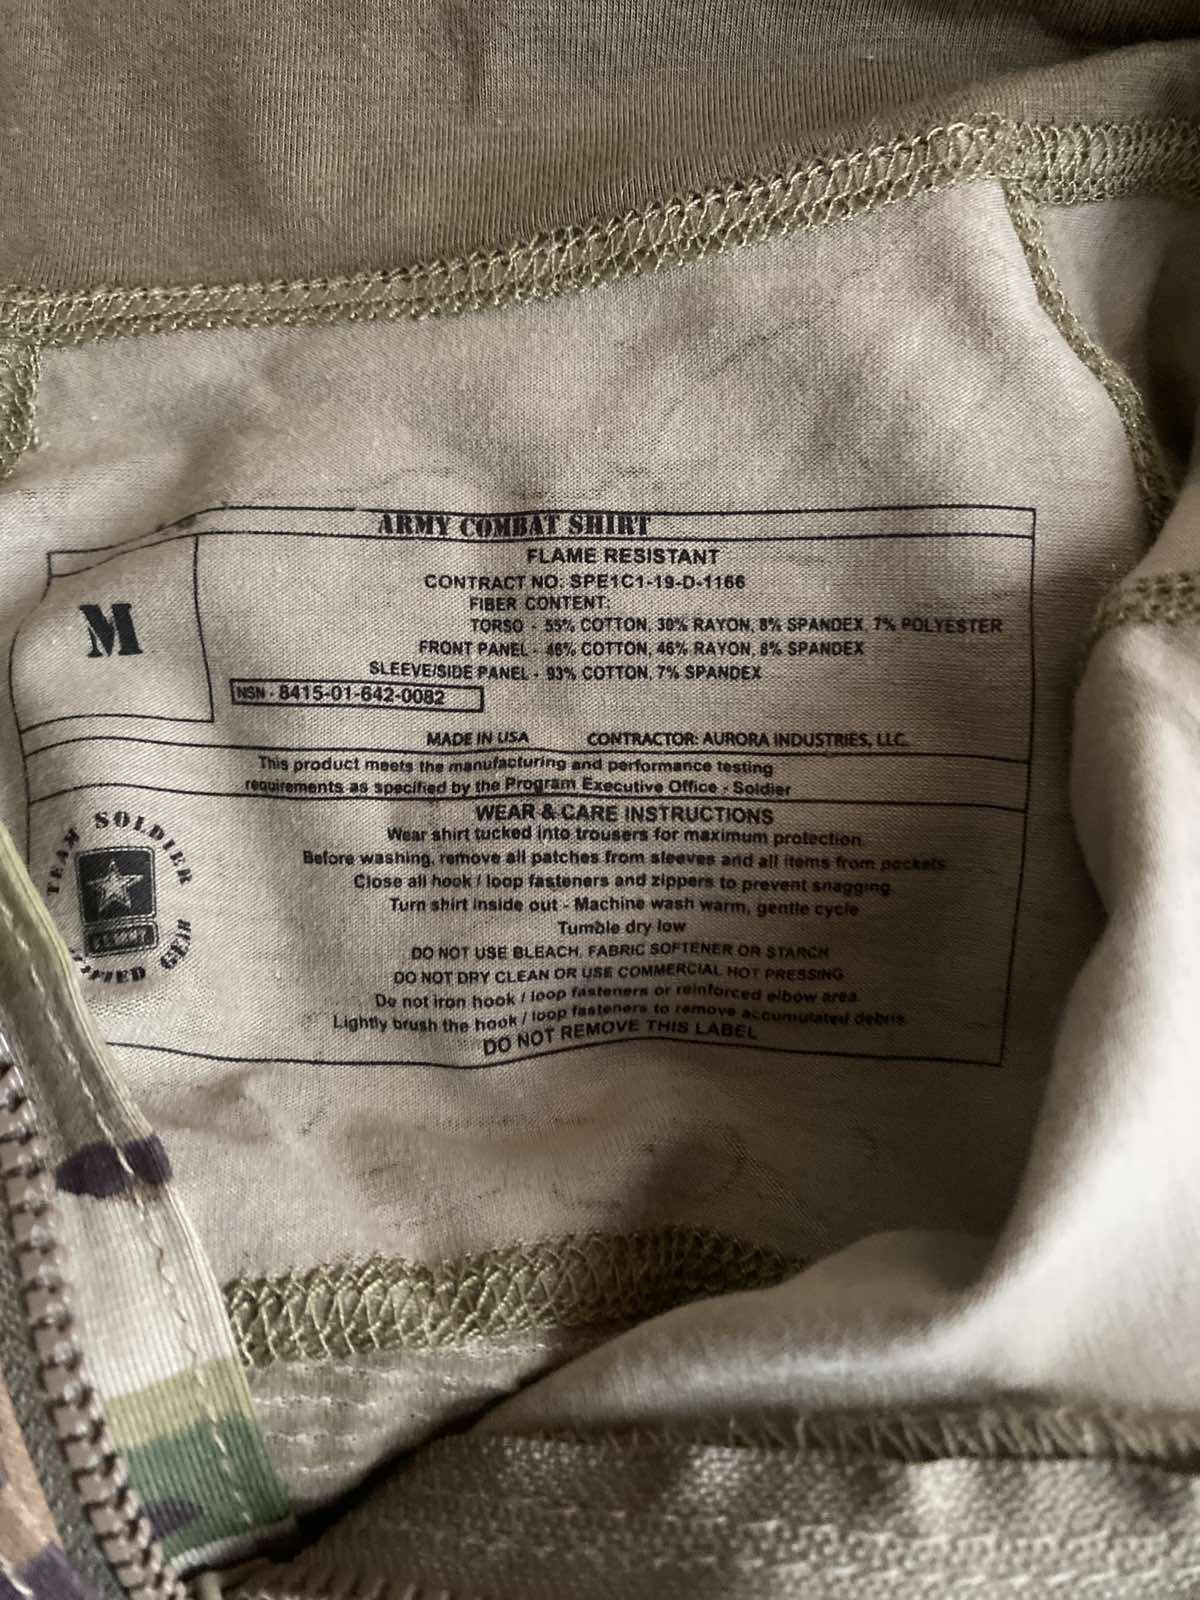 ARMY COMBAT SHIRT
M
FLAME RESISTANT
CONTRACT NO: SPE1C1-19-D-1166
FIBER CONTENT:
TORSO - 55% COTTON, 30% RAYON, 8% SPANDEX, 7% POLYESTER
FRONT PANEL - 46% COTTON, 46% RAYON, 8% SPANDEX
SLEEVE/SIDE PANEL - 93% COTTON, 7% SPANDEX
NSN - 8415-01-642-0082
MADE IN USA CONTRACTOR: AURORA INDUSTRIES, LLC.
This product meets the manufacturing and performance testing
requirements as specified by the Program Executive Office - Soldier
TEAM SOLDIER
GEAR
WEAR & CARE INSTRUCTIONS
Wear shirt tucked into trousers for maximum protection.
Before washing, remove all patches from sleeves and all items from pockets
Close all hook / loop fasteners and zippers to prevent snagging
Turn shirt inside out - Machine wash warm, gentle cycle
Tumble dry low
DO NOT USE BLEACH, FABRIC SOFTENER OR STARCH
DO NOT DRY CLEAN OR USE COMMERCIAL HOT PRESSING
Do not iron hook / loop fasteners or reinforced elbow area
Lightly brush the hook / loop fasteners to remove accumulated debris
DO NOT REMOVE THIS LABEL